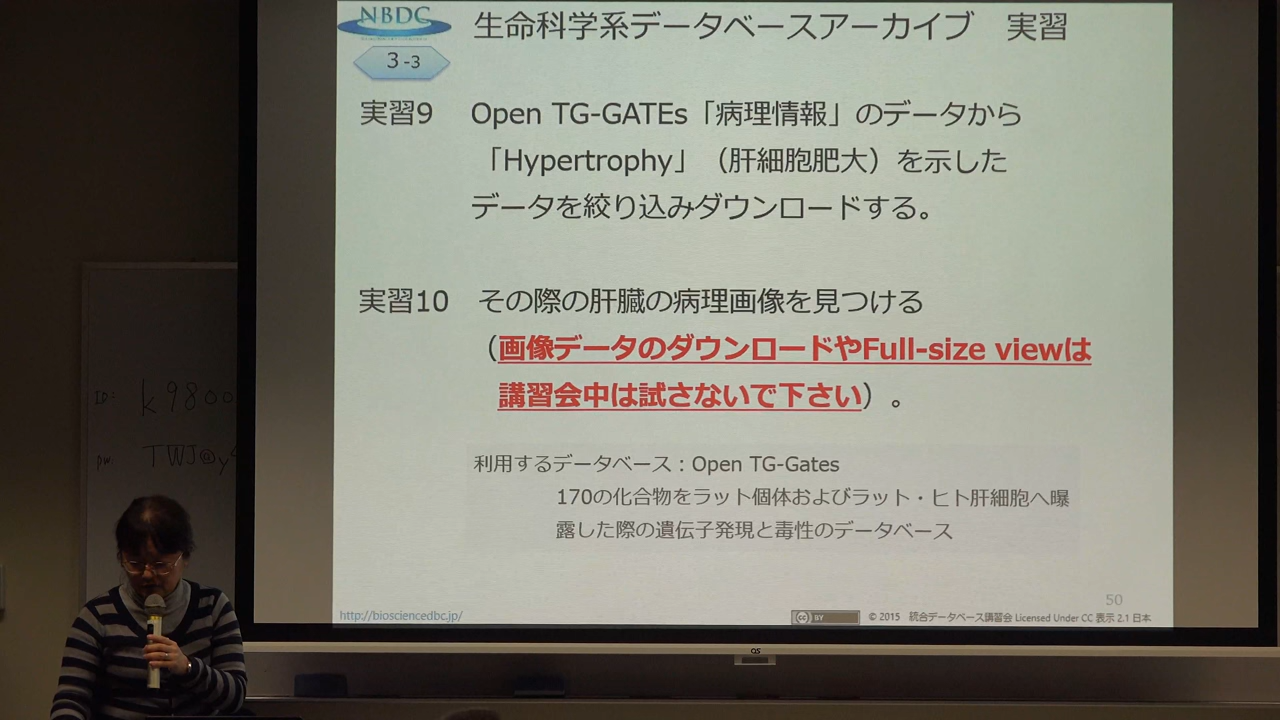 NBDC
生命科学系データベースアーカイブ 実習
3-3
実習9 Open TG-GATEs「病理情報」のデータから
「Hypertrophy」（肝細胞肥大）を示した
データを絞り込みダウンロードする。
実習10 その際の肝臓の病理画像を見つける
（画像データのダウンロードやFull-size viewは
講習会中は試さないで下さい）。
利用するデータベース：Open TG-Gates
170の化合物をラット個体およびラット・ヒト肝細胞へ曝
露した際の遺伝子発現と毒性のデータベース
50
http://biosciencedbc.jp/
cc BY
© 2015 統合データベース講習会 Licensed Under CC 表示 2.1 日本
ID: k9800
pw. TWJ@y
OS